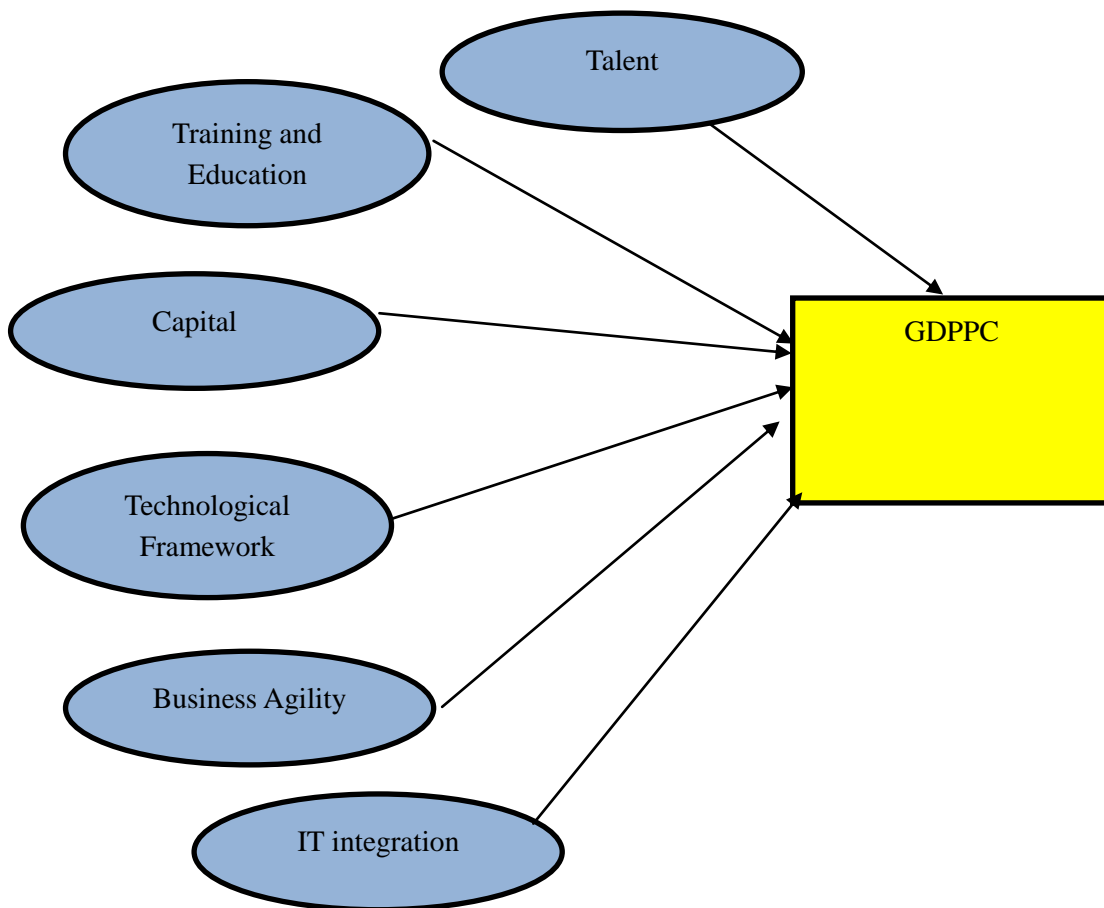 Talent
Training and
Education
Capital
GDPPC
Technological
Framework
Business Agility
IT integration